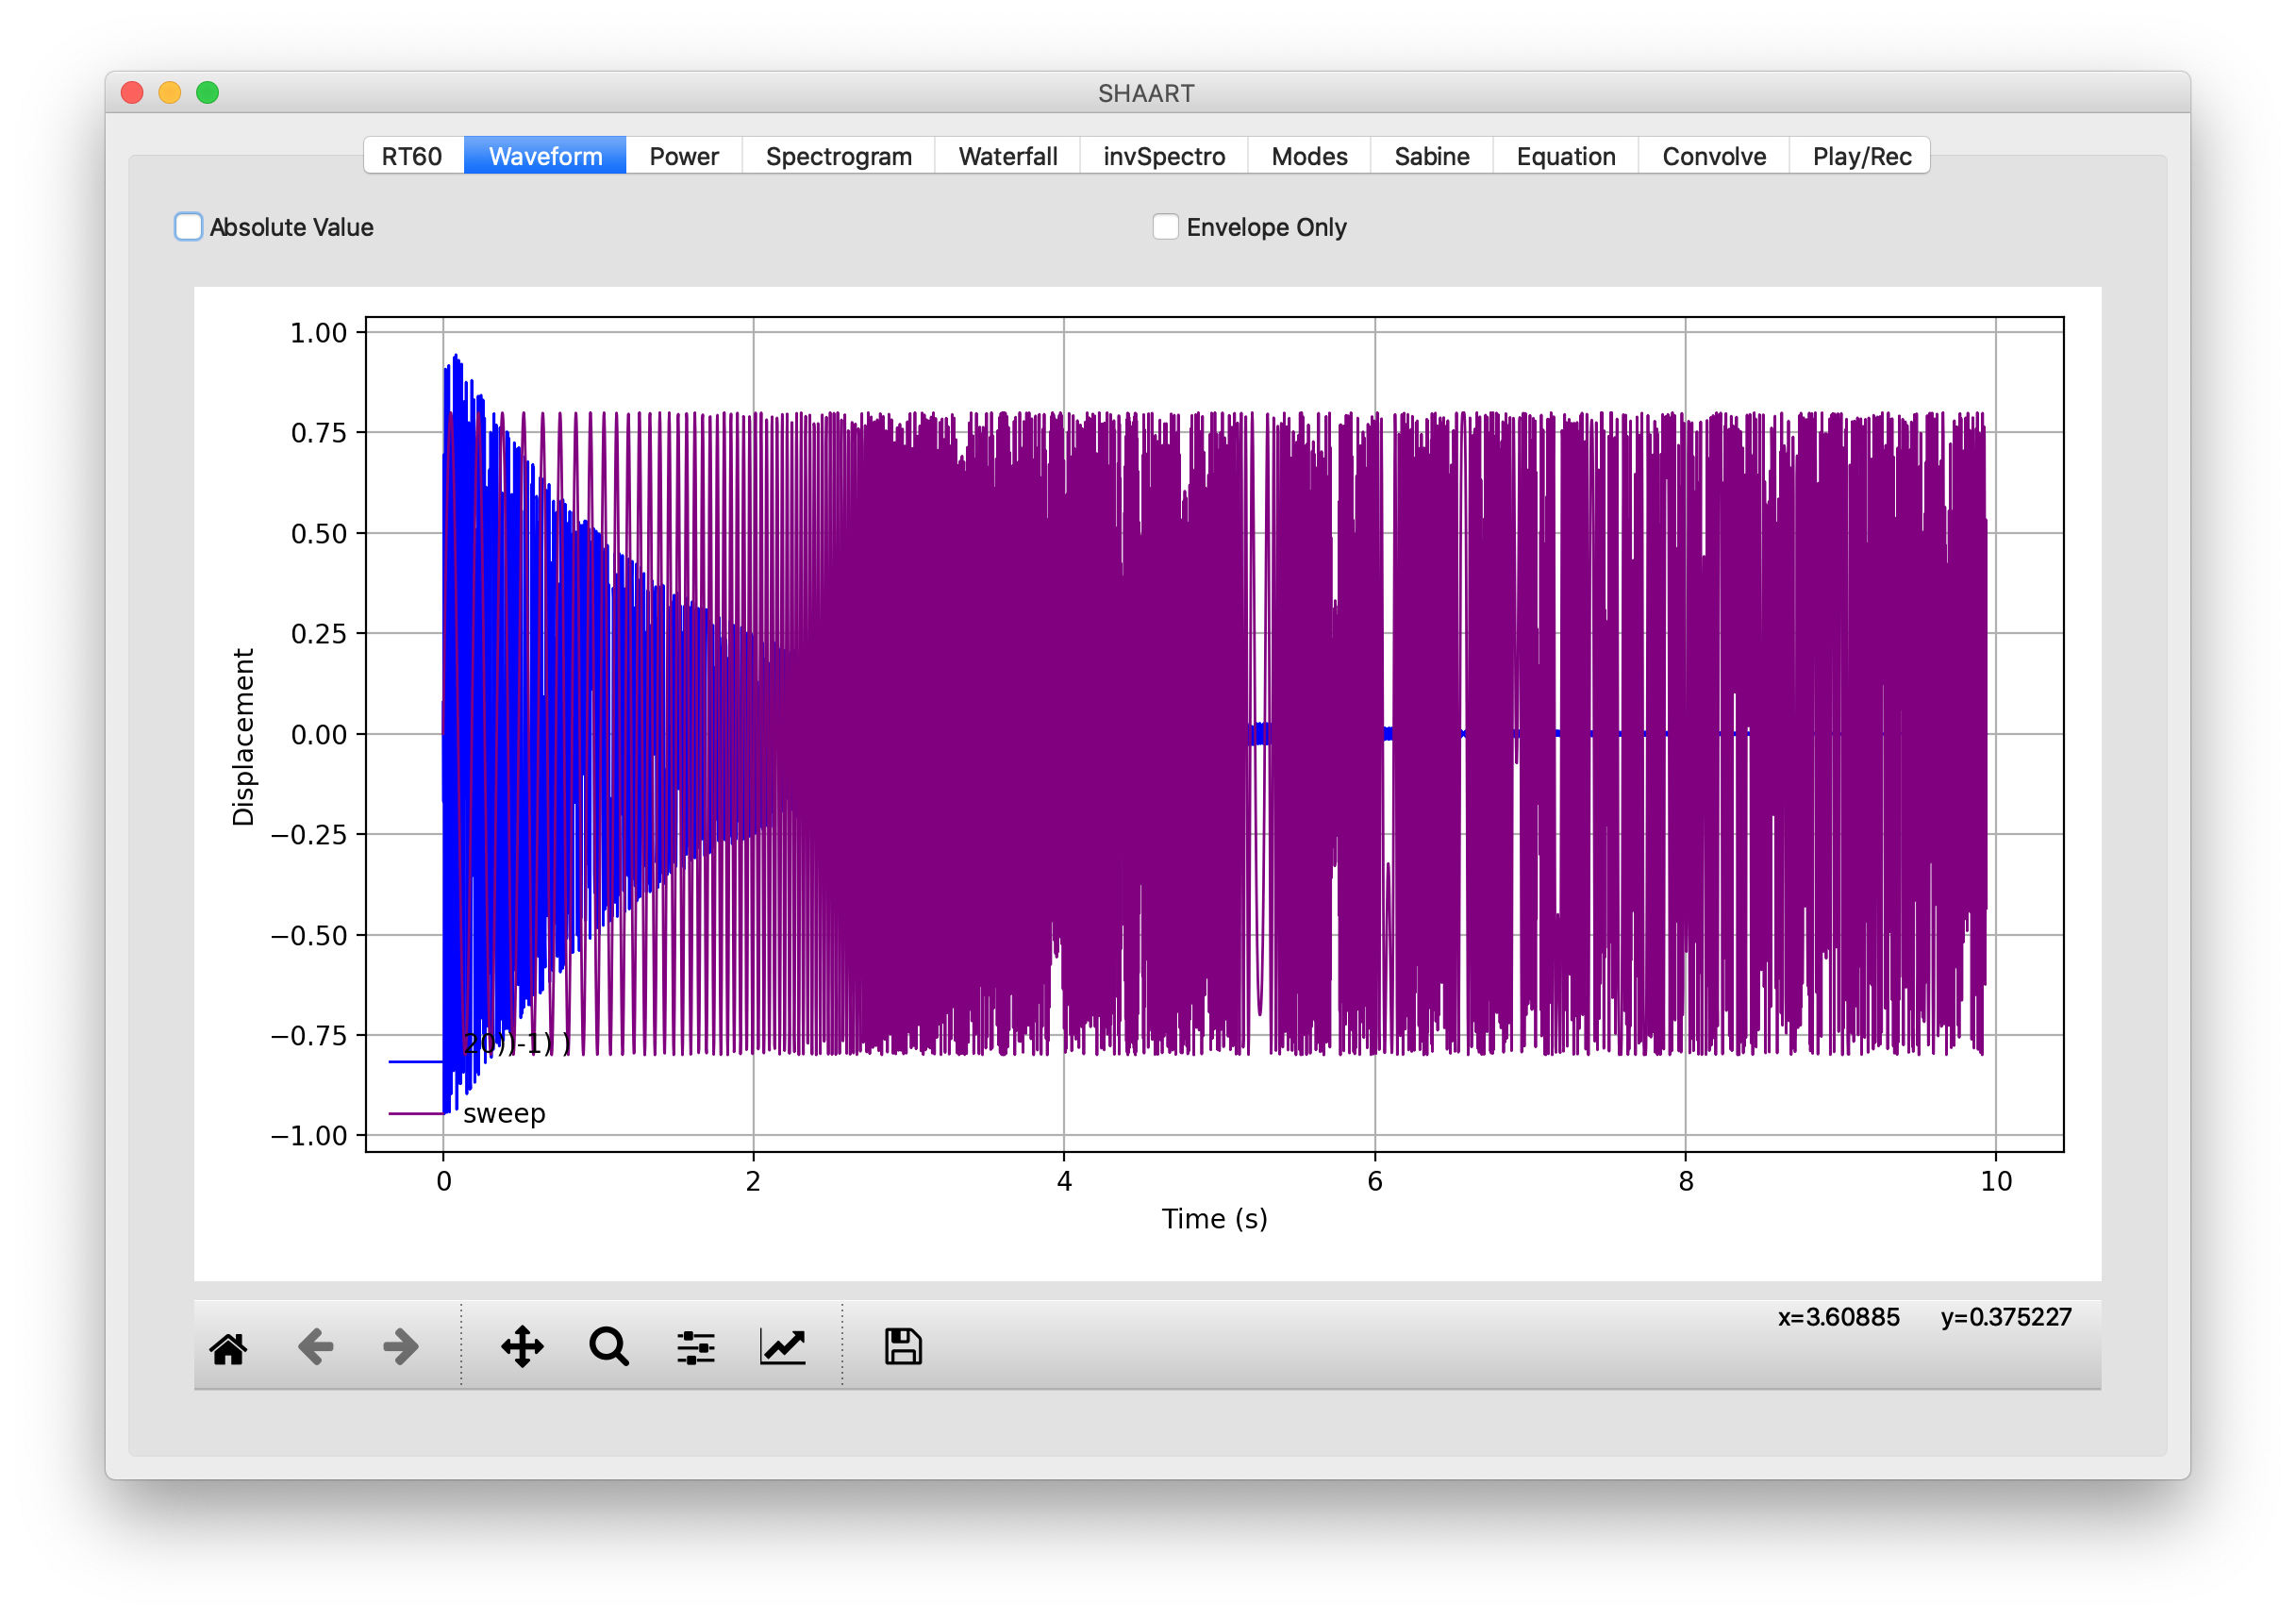 SHAART
RT60 Waveform Power Spectrogram Waterfall invSpectro Modes Sabine Equation Convolve Play/Rec
Absolute Value Envelope Only
1.00
0.75
0.50
0.25
0.00
−0.25
−0.50
−0.75
−1.00
Displacement
20))-1) )
sweep
0 2 4 6 8 10
Time (s)
x=3.60885 y=0.375227